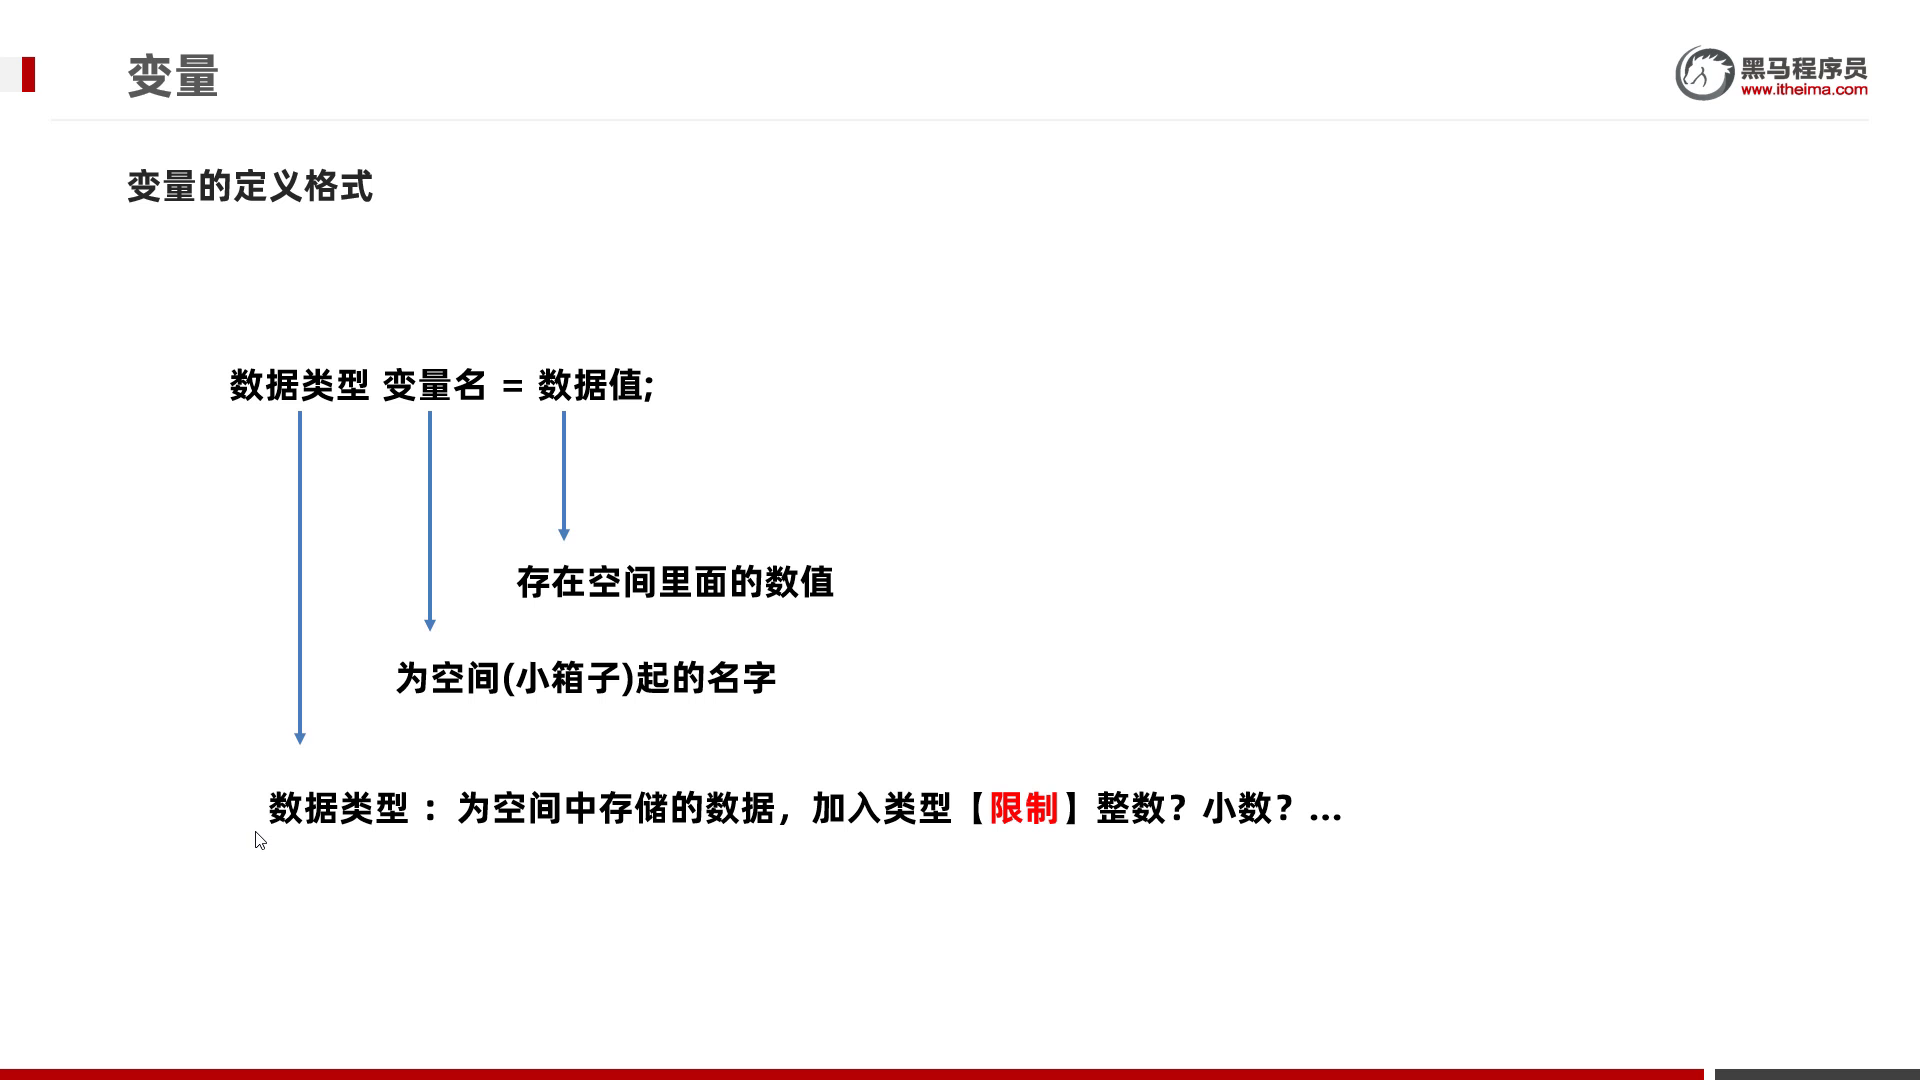 变量
黑马程序员
www.itheima.com
变量的定义格式
数据类型 变量名 = 数据值;
存在空间里面的数值
为空间(小箱子)起的名字
数据类型 ：为空间中存储的数据，加入类型【限制】整数？小数？...